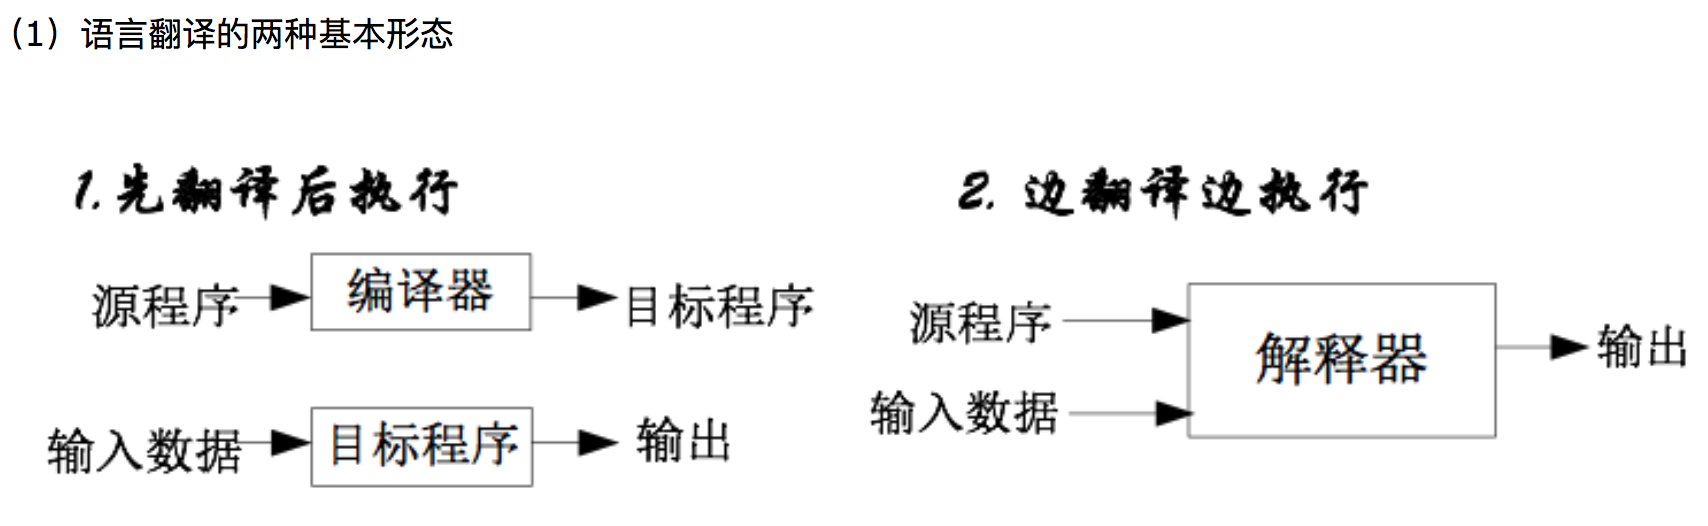 （1）语言翻译的两种基本形态
1.先翻译后执行
源程序 编译器 目标程序
输入数据 目标程序 输出
2. 边翻译边执行
源程序
输入数据
解释器
输出